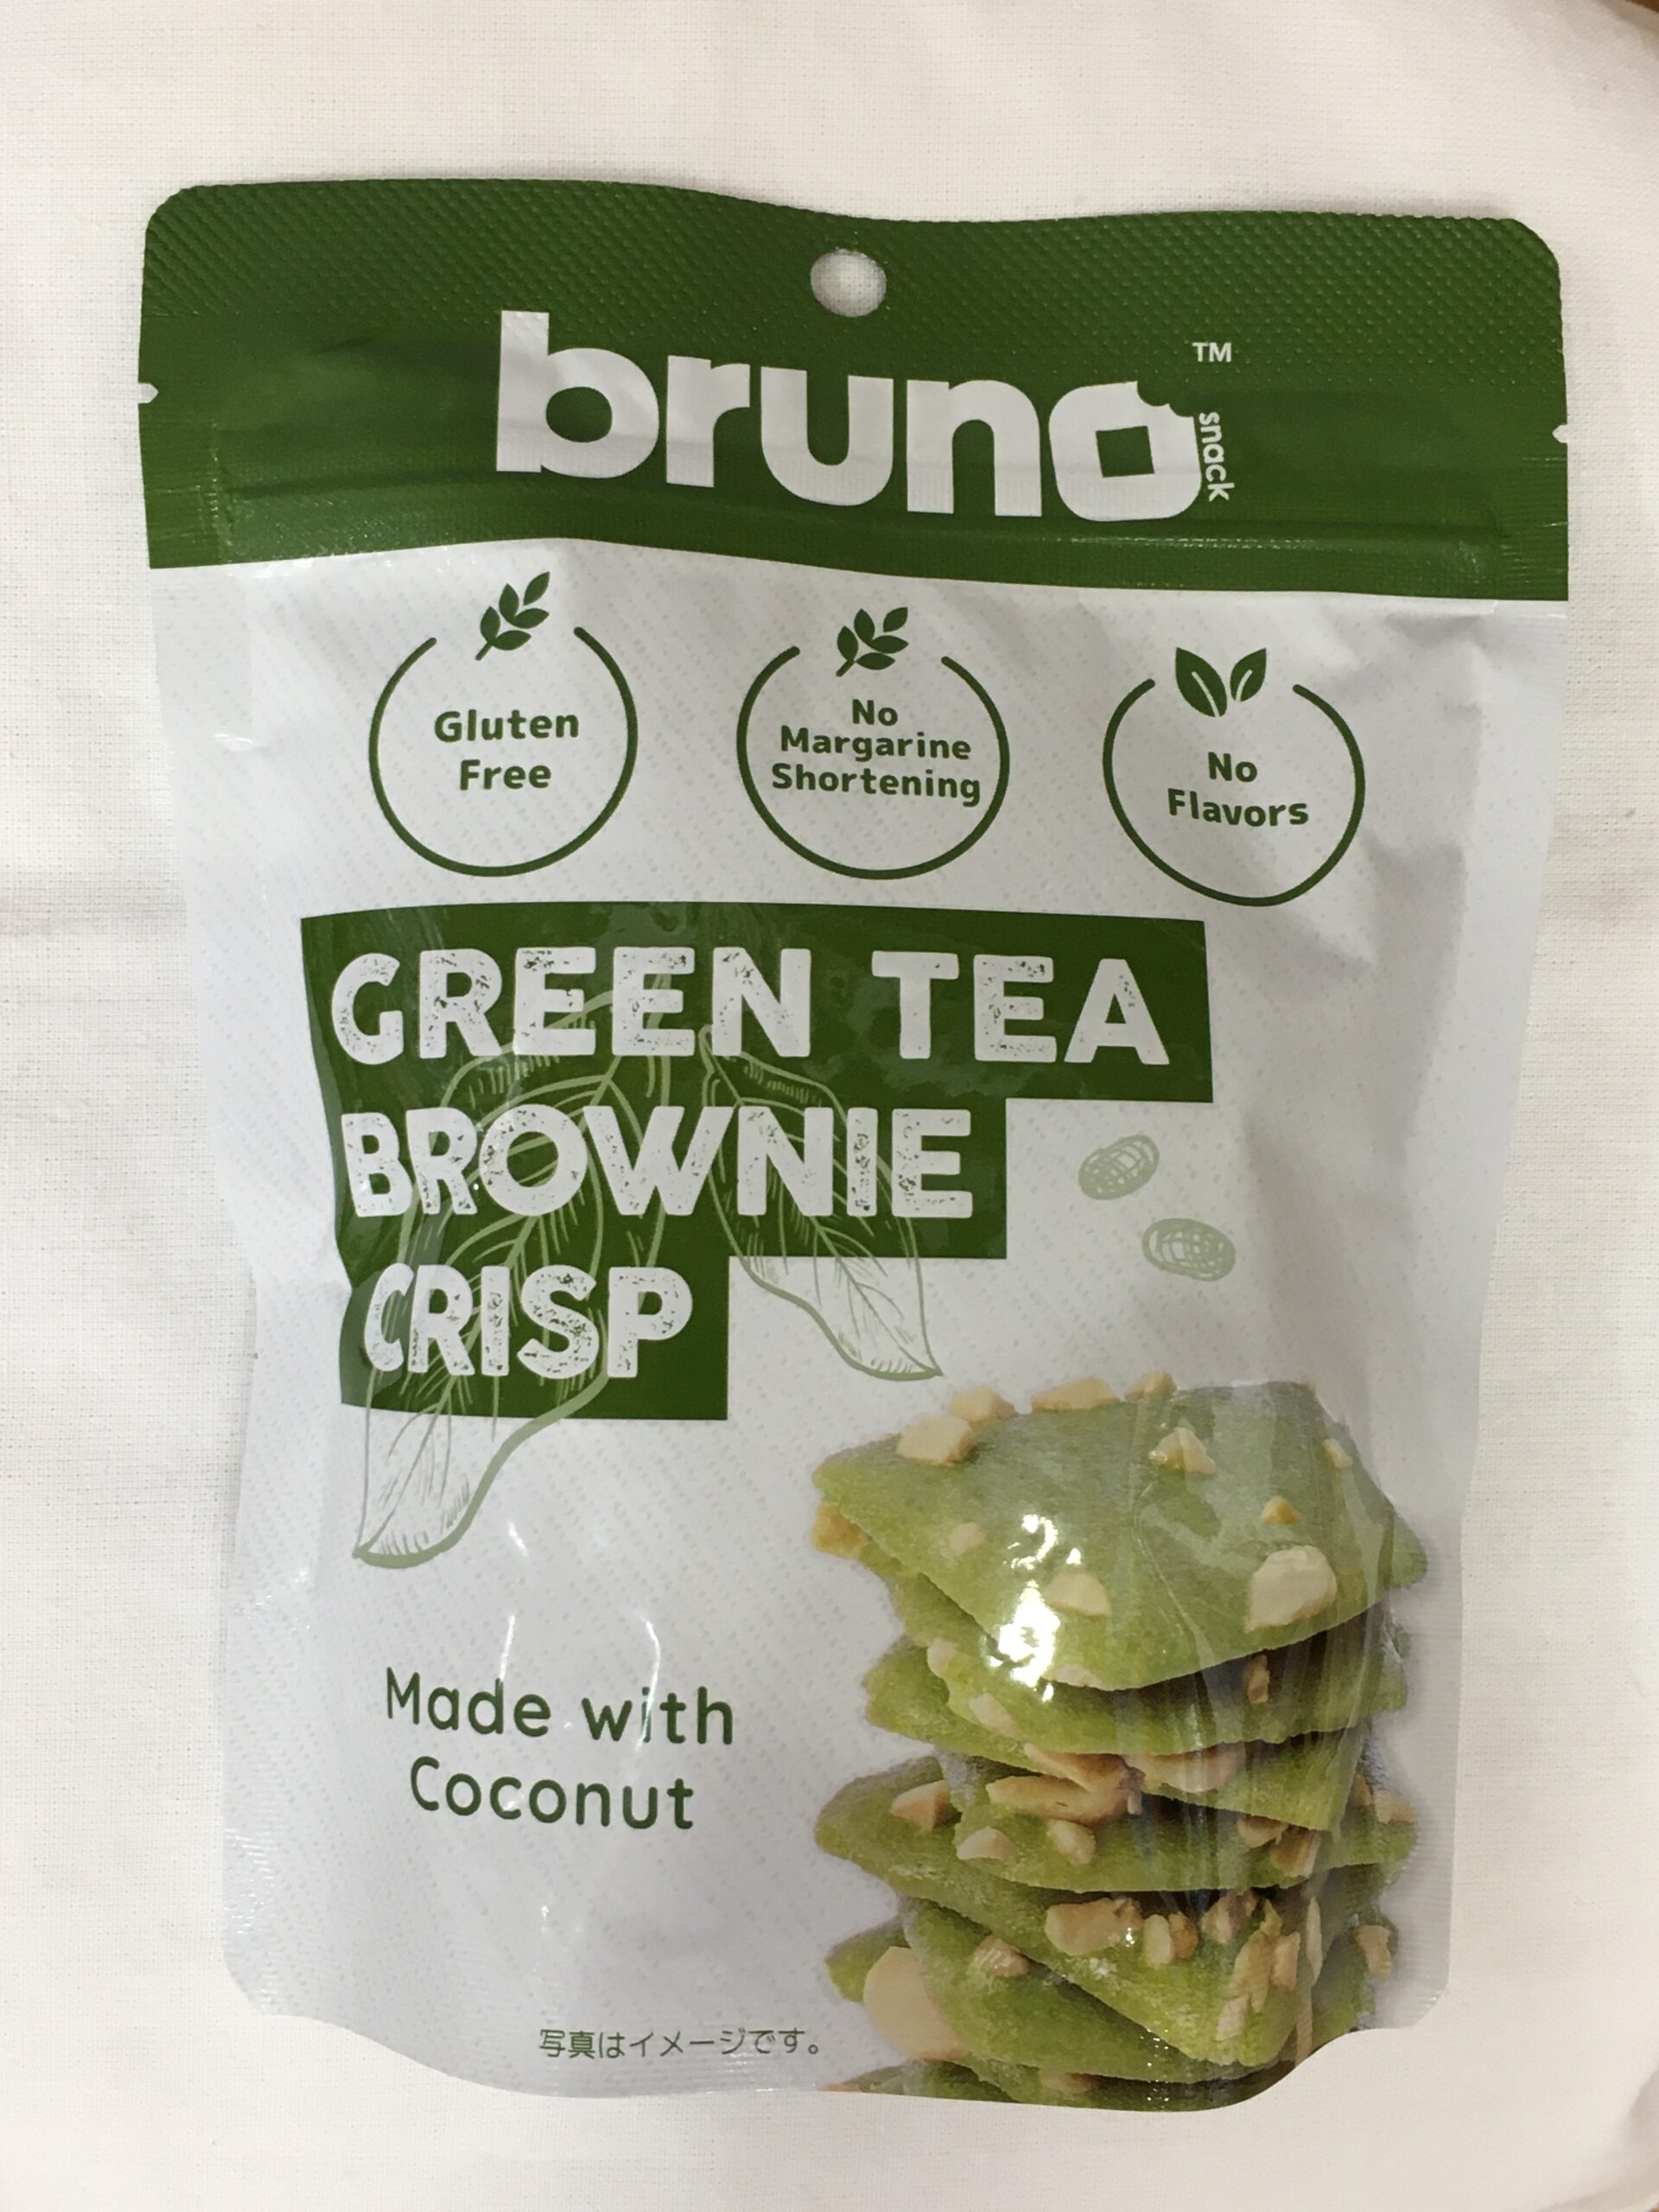 bruno
TM
snack
Gluten
Free
No
Margarine
Shortening
No
Flavors
GREEN TEA
BROWNIE
CRISP
Made with
Coconut
写真はイメージです。